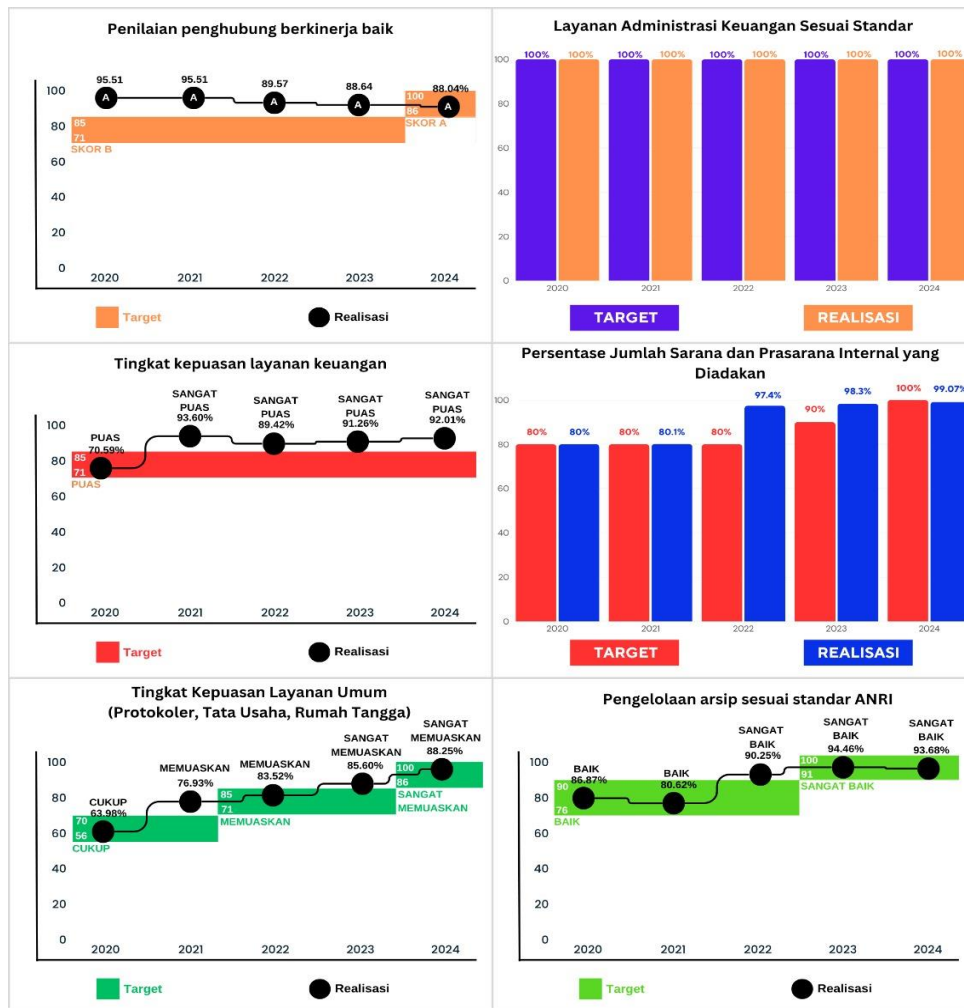 Penilaian penghubung berkinerja baik
95.51
95.51
89.57
88.64
88.04%
100
80
60
40
20
0
A
A
A
A
A
100
86
SKOR A
85
71
SKOR B
2020
2021
2022
2023
2024
Target
Realisasi
Layanan Administrasi Keuangan Sesuai Standar
100%
100%
100%
100%
100%
100%
100%
100%
100%
100%
100
80
60
40
20
0
2020
2021
2022
2023
2024
TARGET
REALISASI
Tingkat kepuasan layanan keuangan
PUAS
70.59%
SANGAT
PUAS
93.60%
SANGAT
PUAS
89.42%
SANGAT
PUAS
91.26%
SANGAT
PUAS
92.01%
100
80
60
40
20
0
85
71
PUAS
2020
2021
2022
2023
2024
Target
Realisasi
Persentase Jumlah Sarana dan Prasarana Internal yang
Diadakan
80%
80%
80%
80.1%
80%
97.4%
90%
98.3%
100%
99.07%
100
80
60
40
20
0
2020
2021
2022
2023
2024
TARGET
REALISASI
Tingkat Kepuasan Layanan Umum
(Protokoler, Tata Usaha, Rumah Tangga)
CUKUP
63.98%
MEMUASKAN
76.93%
MEMUASKAN
83.52%
SANGAT
MEMUASKAN
85.60%
SANGAT
MEMUASKAN
88.25%
100
80
60
40
20
0
70
56
CUKUP
85
71
MEMUASKAN
100
86
SANGAT
MEMUASKAN
2020
2021
2022
2023
2024
Target
Realisasi
Pengelolaan arsip sesuai standar ANRI
BAIK
86.87%
BAIK
80.62%
SANGAT
BAIK
90.25%
SANGAT
BAIK
94.46%
SANGAT
BAIK
93.68%
100
80
60
40
20
0
90
76
BAIK
100
91
SANGAT BAIK
2020
2021
2022
2023
2024
Target
Realisasi